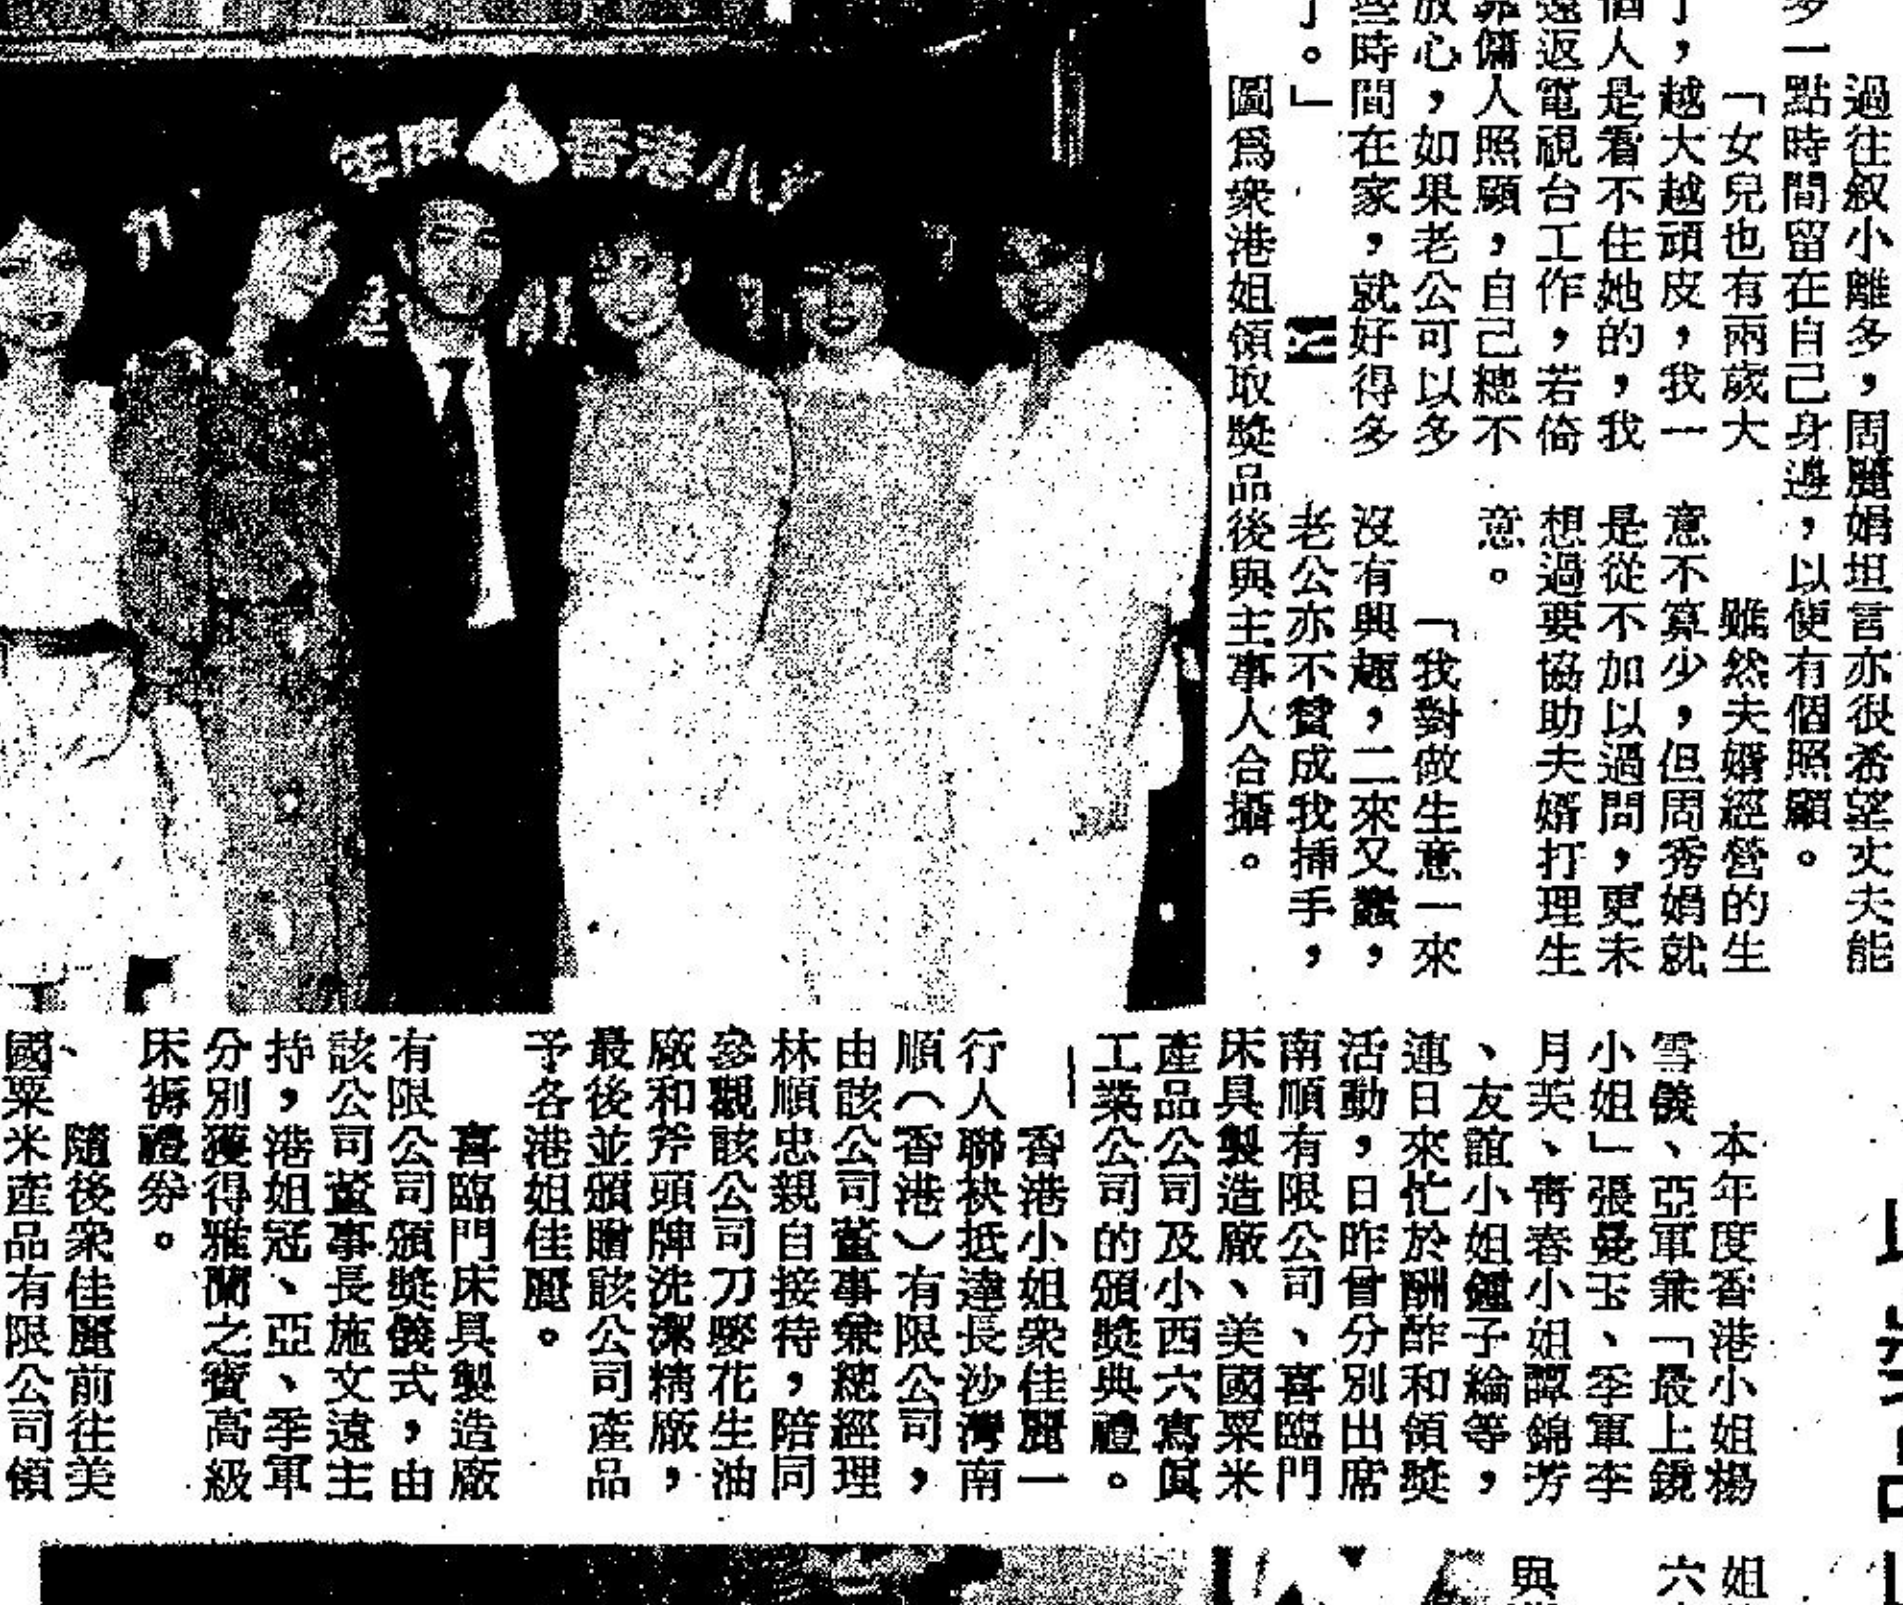 過往叙小離多，周麗娟坦言亦很希望丈夫能
多一點時間留在自己身邊，以便有個照顧。
「女兒也有兩歲大
了，越大越頑皮，我一
個人是看不住她的，我
返電視台工作，若倚
靠傭人照顧，自己總不
放心，如果老公可以多
些時間在家，就好得多
了。」
雖然夫婿經營的生
意不算少，但周秀娟就
是從不加以過問，更未
想過要協助夫婿打理生
意。
「我對做生意一來
沒有興趣，二來又蠢，
老公亦不贊成我插手，
圖爲衆港姐領取獎品後與主事人合攝。
年度香港小
本年度香港小姐楊
雪儀、亞軍兼「最上鏡
小姐」張曼玉、季軍李
月芙、靑春小姐譚錦芳
、友誼小姐鍾子綸等，
連日來忙於酬酢和領獎
活動，日昨曾分別出席
南順有限公司、喜臨門
床具製造廠、美國粟米
產品公司及小西六寫眞
工業公司的頒獎典禮。
香港小姐衆佳麗一
行人聯袂抵達長沙灣南
順（香港）有限公司，
由該公司董事兼總經理
林順忠親自接待，陪同
參觀該公司刀嘜花生油
廠和斧頭牌洗潔精廠，
最後並頒贈該公司產品
予各港姐佳麗。
喜臨門床具製造廠
有限公司頒獎儀式，由
該公司董事長施文遠主
持，港姐冠、亞、季軍
分別獲得雅蘭之寶高級
床褥禮券。
隨後衆佳麗前往美
國粟米產品有限公司領
姐
六
與